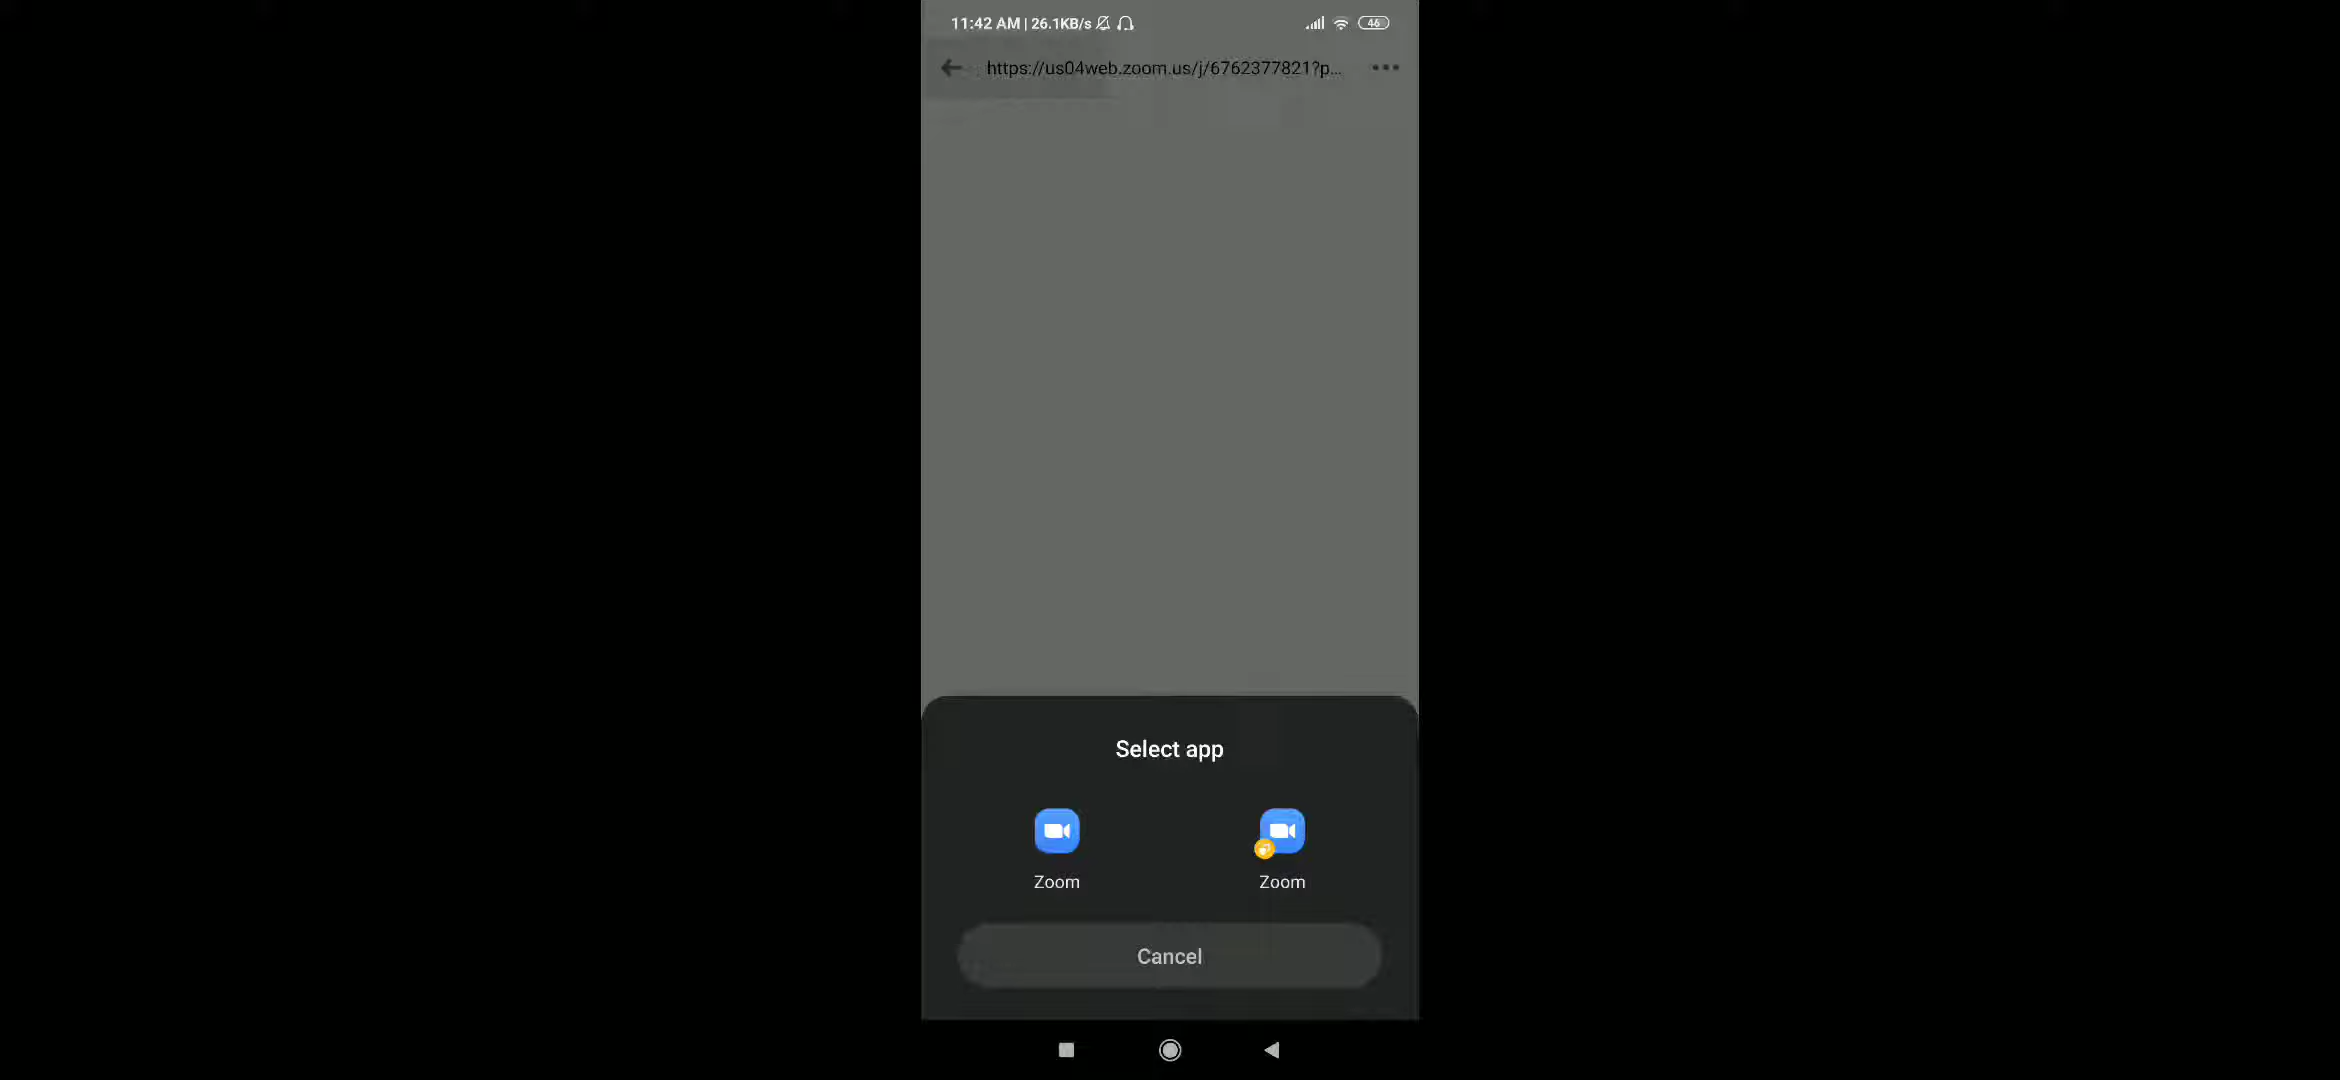 11:42 AM | 26.1KB/s 46
https://us04web.zoom.us/j/6762377821?p...
Select app
Zoom Zoom
Cancel